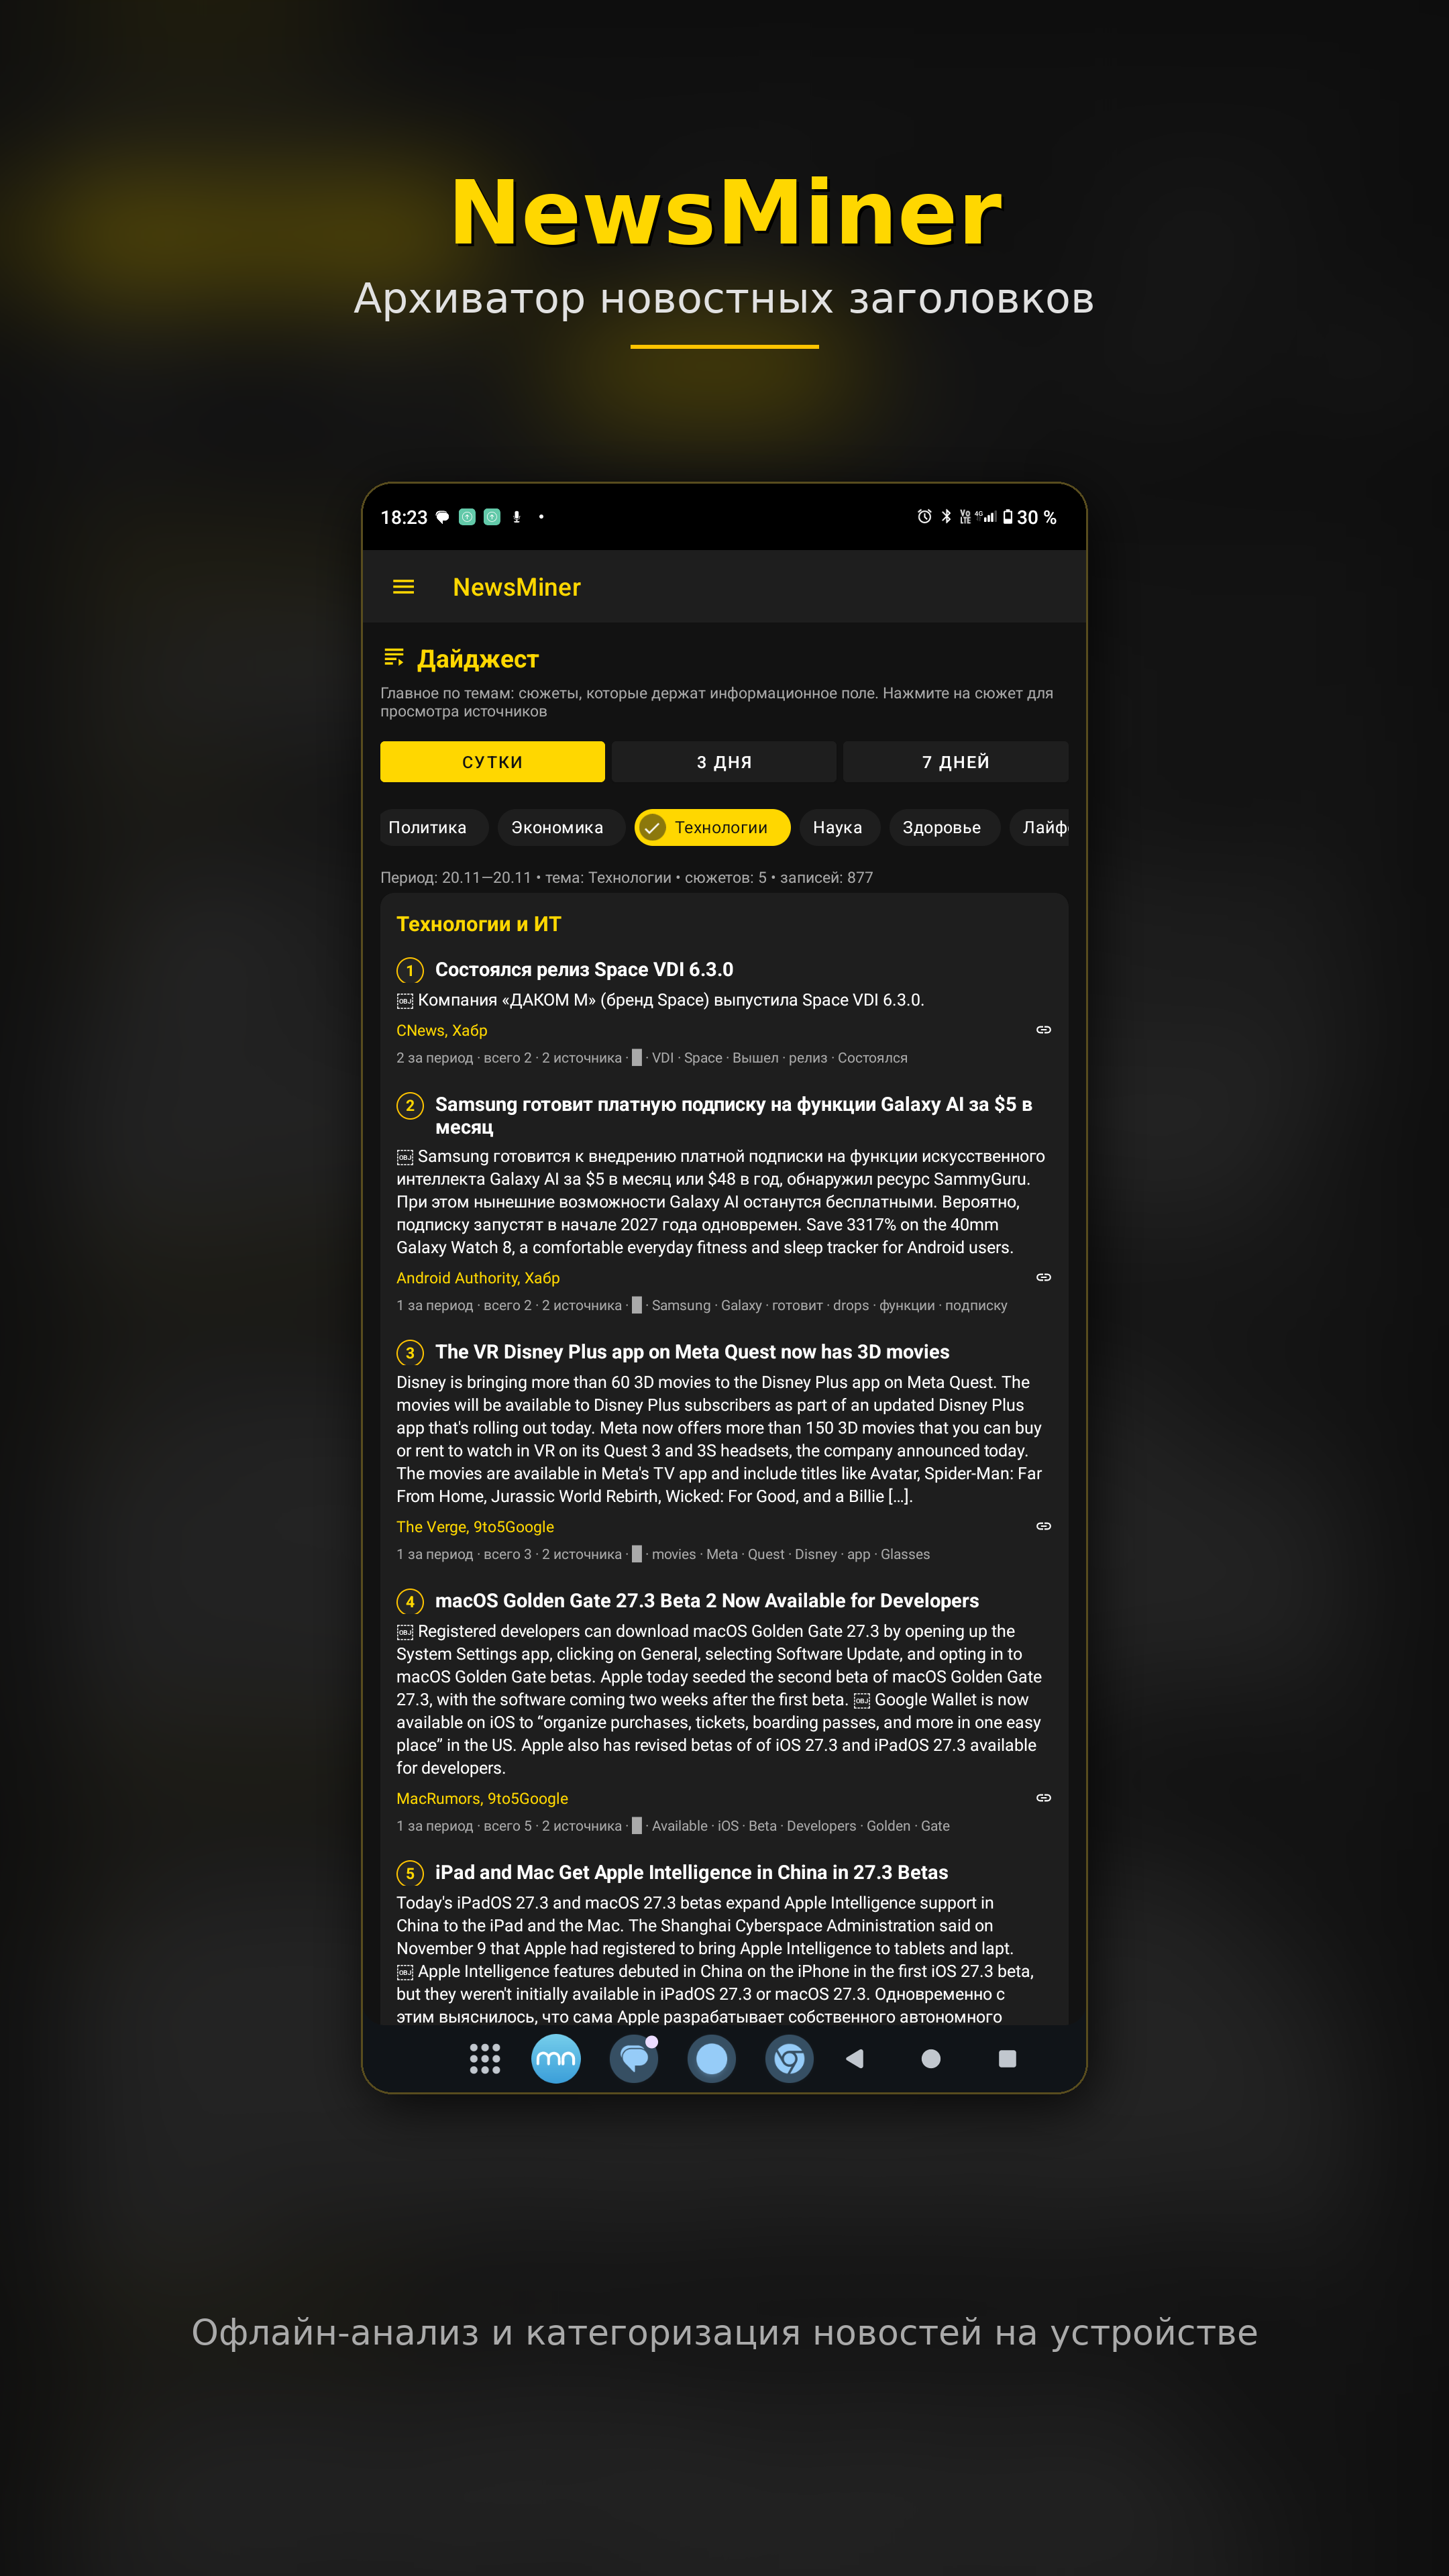 NewsMiner
Архиватор новостных заголовков
18:23
Vo LTE 4G 30 %
NewsMiner
Дайджест
Главное по темам: сюжеты, которые держат информационное поле. Нажмите на сюжет для
просмотра источников
СУТКИ 3 ДНЯ 7 ДНЕЙ
Политика Экономика Технологии Наука Здоровье Лайф
Период: 20.11—20.11 • тема: Технологии • сюжетов: 5 • записей: 877
Технологии и ИТ
1 Состоялся релиз Space VDI 6.3.0
￼ Компания «ДАКОМ М» (бренд Space) выпустила Space VDI 6.3.0.
CNews, Хабр
2 за период · всего 2 · 2 источника · █ · VDI · Space · Вышел · релиз · Состоялся
2 Samsung готовит платную подписку на функции Galaxy AI за $5 в
месяц
￼ Samsung готовится к внедрению платной подписки на функции искусственного
интеллекта Galaxy AI за $5 в месяц или $48 в год, обнаружил ресурс SammyGuru.
При этом нынешние возможности Galaxy AI останутся бесплатными. Вероятно,
подписку запустят в начале 2027 года одновремен. Save 3317% on the 40mm
Galaxy Watch 8, a comfortable everyday fitness and sleep tracker for Android users.
Android Authority, Хабр
1 за период · всего 2 · 2 источника · █ · Samsung · Galaxy · готовит · drops · функции · подписку
3 The VR Disney Plus app on Meta Quest now has 3D movies
Disney is bringing more than 60 3D movies to the Disney Plus app on Meta Quest. The
movies will be available to Disney Plus subscribers as part of an updated Disney Plus
app that's rolling out today. Meta now offers more than 150 3D movies that you can buy
or rent to watch in VR on its Quest 3 and 3S headsets, the company announced today.
The movies are available in Meta's TV app and include titles like Avatar, Spider-Man: Far
From Home, Jurassic World Rebirth, Wicked: For Good, and a Billie […].
The Verge, 9to5Google
1 за период · всего 3 · 2 источника · █ · movies · Meta · Quest · Disney · app · Glasses
4 macOS Golden Gate 27.3 Beta 2 Now Available for Developers
￼ Registered developers can download macOS Golden Gate 27.3 by opening up the
System Settings app, clicking on General, selecting Software Update, and opting in to
macOS Golden Gate betas. Apple today seeded the second beta of macOS Golden Gate
27.3, with the software coming two weeks after the first beta. ￼ Google Wallet is now
available on iOS to “organize purchases, tickets, boarding passes, and more in one easy
place” in the US. Apple also has revised betas of of iOS 27.3 and iPadOS 27.3 available
for developers.
MacRumors, 9to5Google
1 за период · всего 5 · 2 источника · █ · Available · iOS · Beta · Developers · Golden · Gate
5 iPad and Mac Get Apple Intelligence in China in 27.3 Betas
Today's iPadOS 27.3 and macOS 27.3 betas expand Apple Intelligence support in
China to the iPad and the Mac. The Shanghai Cyberspace Administration said on
November 9 that Apple had registered to bring Apple Intelligence to tablets and lapt.
￼ Apple Intelligence features debuted in China on the iPhone in the first iOS 27.3 beta,
but they weren't initially available in iPadOS 27.3 or macOS 27.3. Одновременно с
этим выяснилось, что сама Apple разрабатывает собственного автономного
Офлайн-анализ и категоризация новостей на устройстве